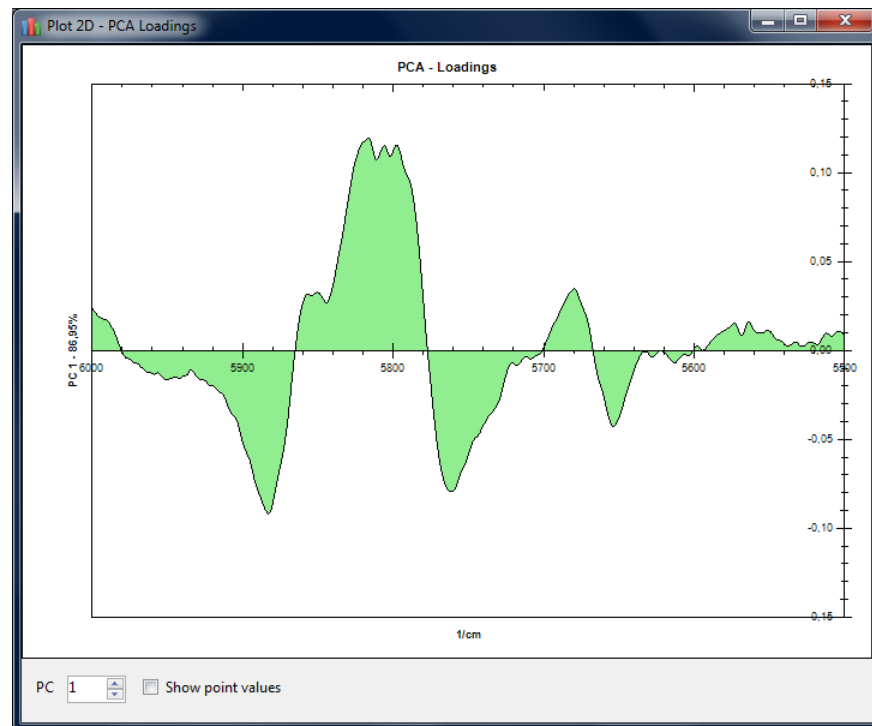 Plot 2D - PCA Loadings
PCA - Loadings
0,15
0,10
0,05
0,00
-0,05
-0,10
0,15
PC 1 - 86,95%
6000
5900
5800
5700
5600
5500
1/cm
PC 1
Show point values